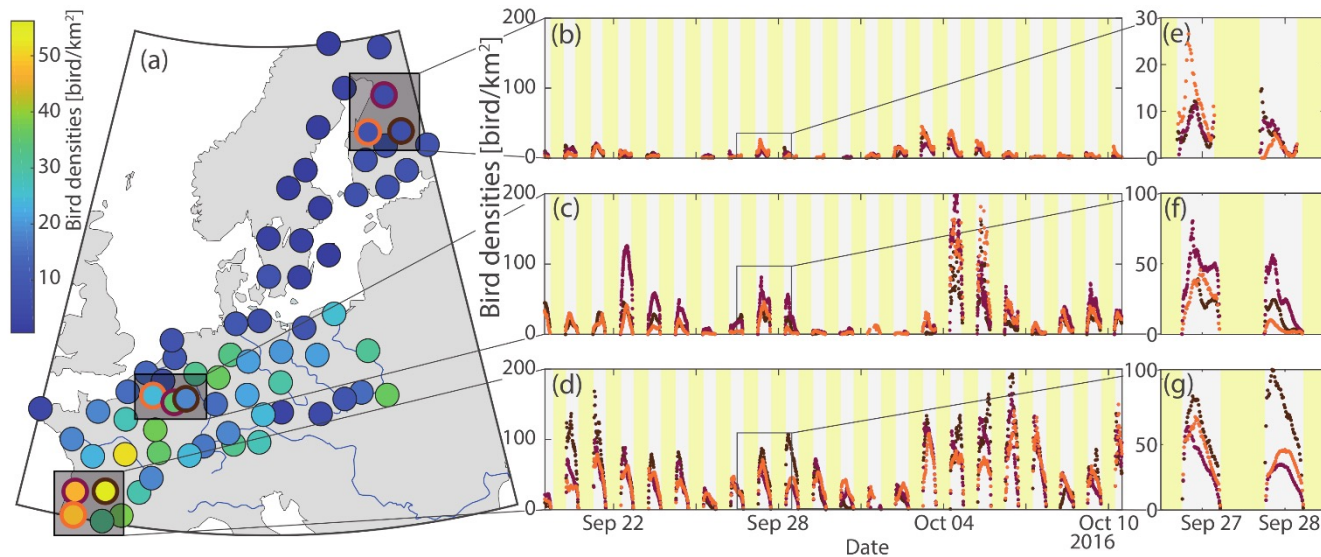 Bird densities [bird/km²]
50
40
30
20
10
(a)
Bird densities [bird/km²]
(b)
200
100
0
(c)
200
100
0
(d)
200
100
0
Sep 22
Sep 28
Oct 04
Oct 10
2016
Date
(e)
30
20
10
0
(f)
100
50
0
(g)
100
50
0
Sep 27
Sep 28